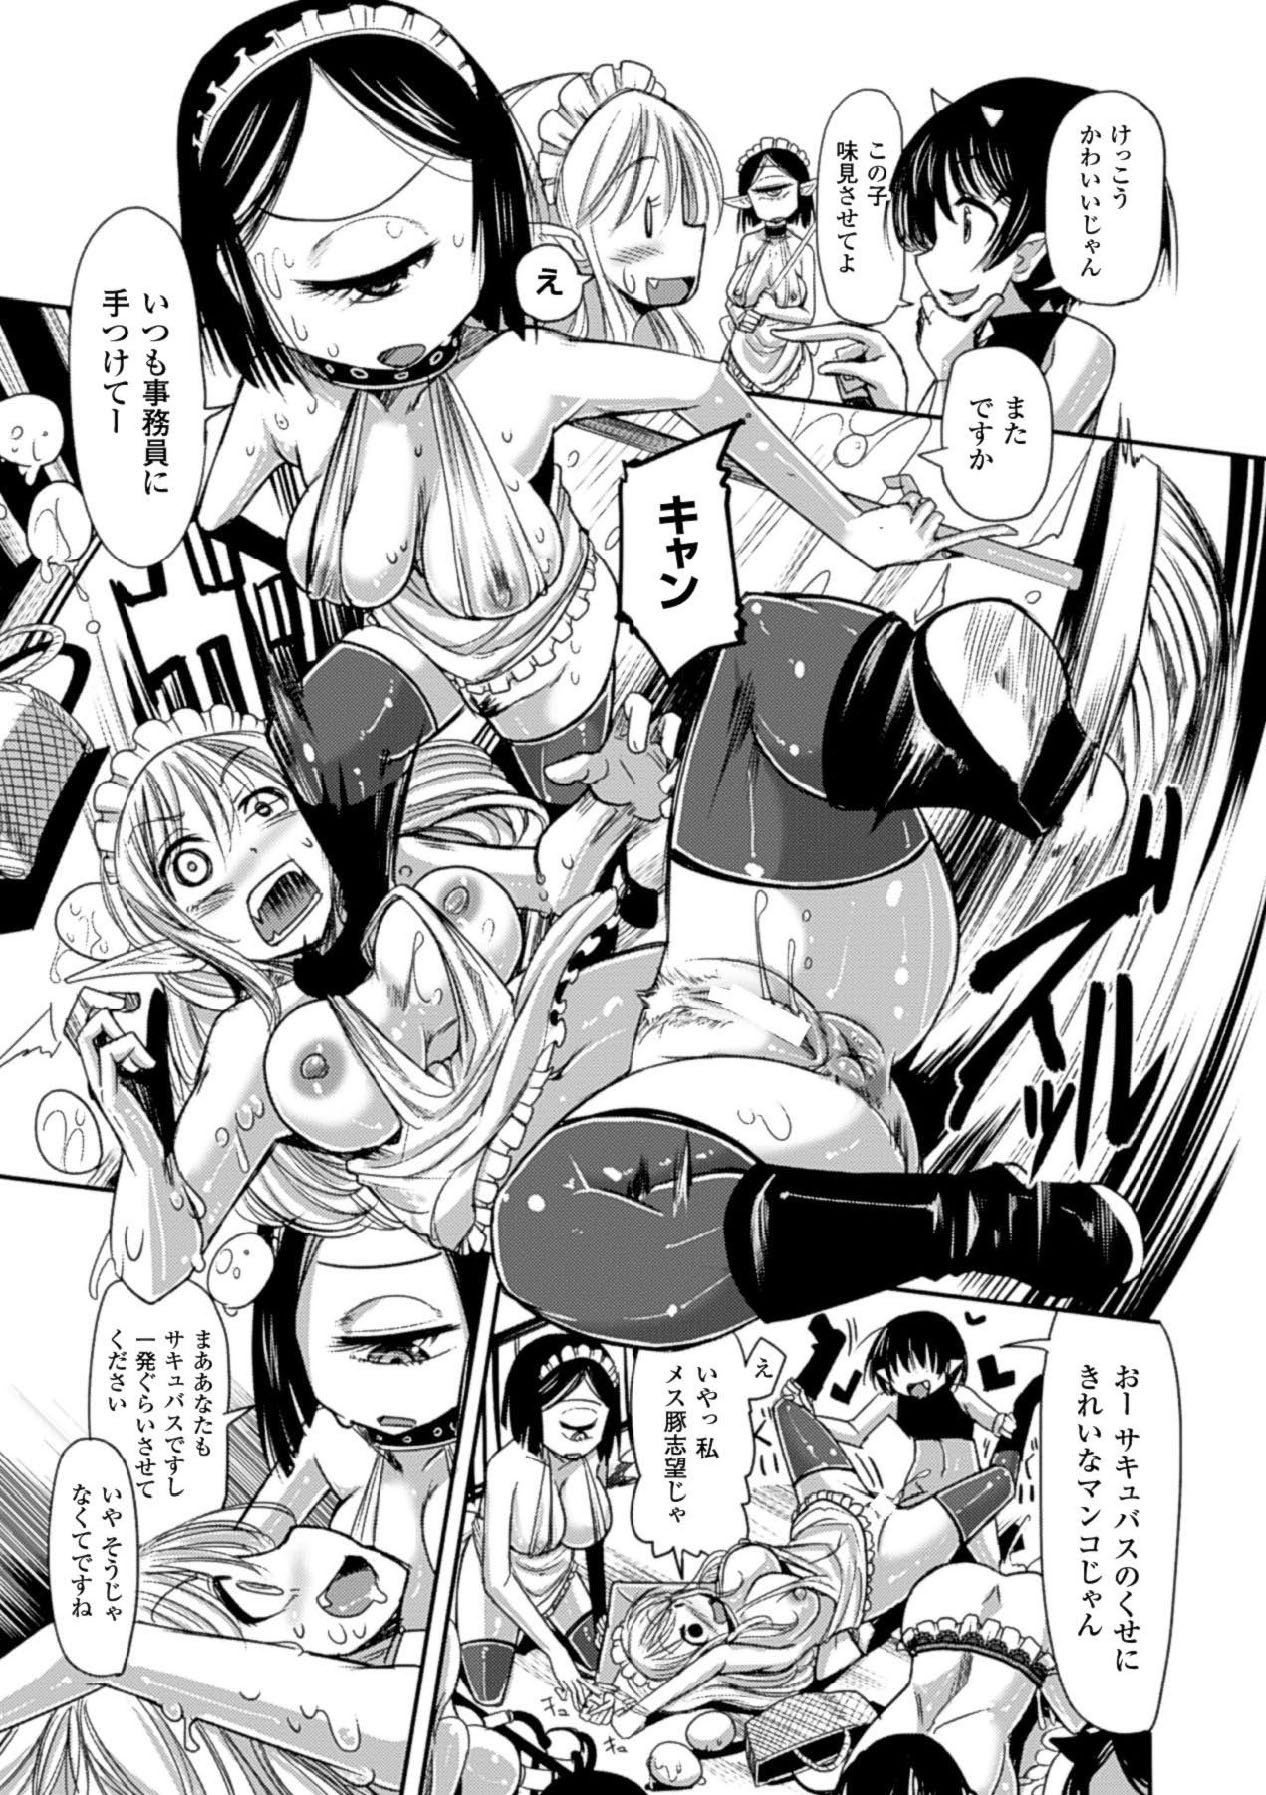 けっこう
かわいいじゃん
この子
味見させてよ
また
ですか
え
いつも事務員に
手つけてー
キャン
ズズルッ
おー サキュバスのくせに
きれいなマンコじゃん
え
いやっ 私
メス豚志望じゃ
まああなたも
サキュバスですし
一発ぐらいさせて
ください
いや そうじゃ
なくてですね